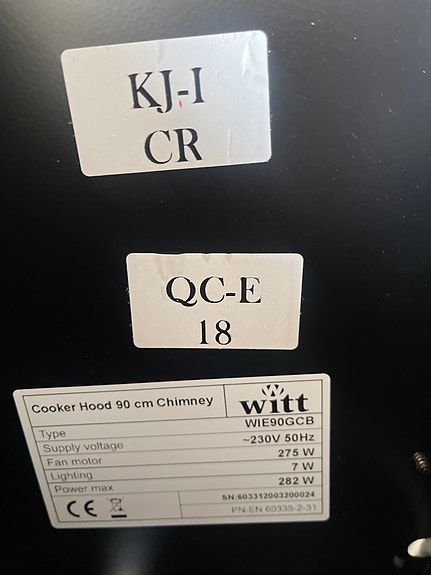 KJ-I
CR
QC-E
18
Cooker Hood 90 cm Chimney
witt
Type WIE90GCB
Supply voltage ~230V 50Hz
Fan motor 275 W
Lighting 7 W
Power max 282 W
CE SN:603312003200024
PN-EN 60335-2-31